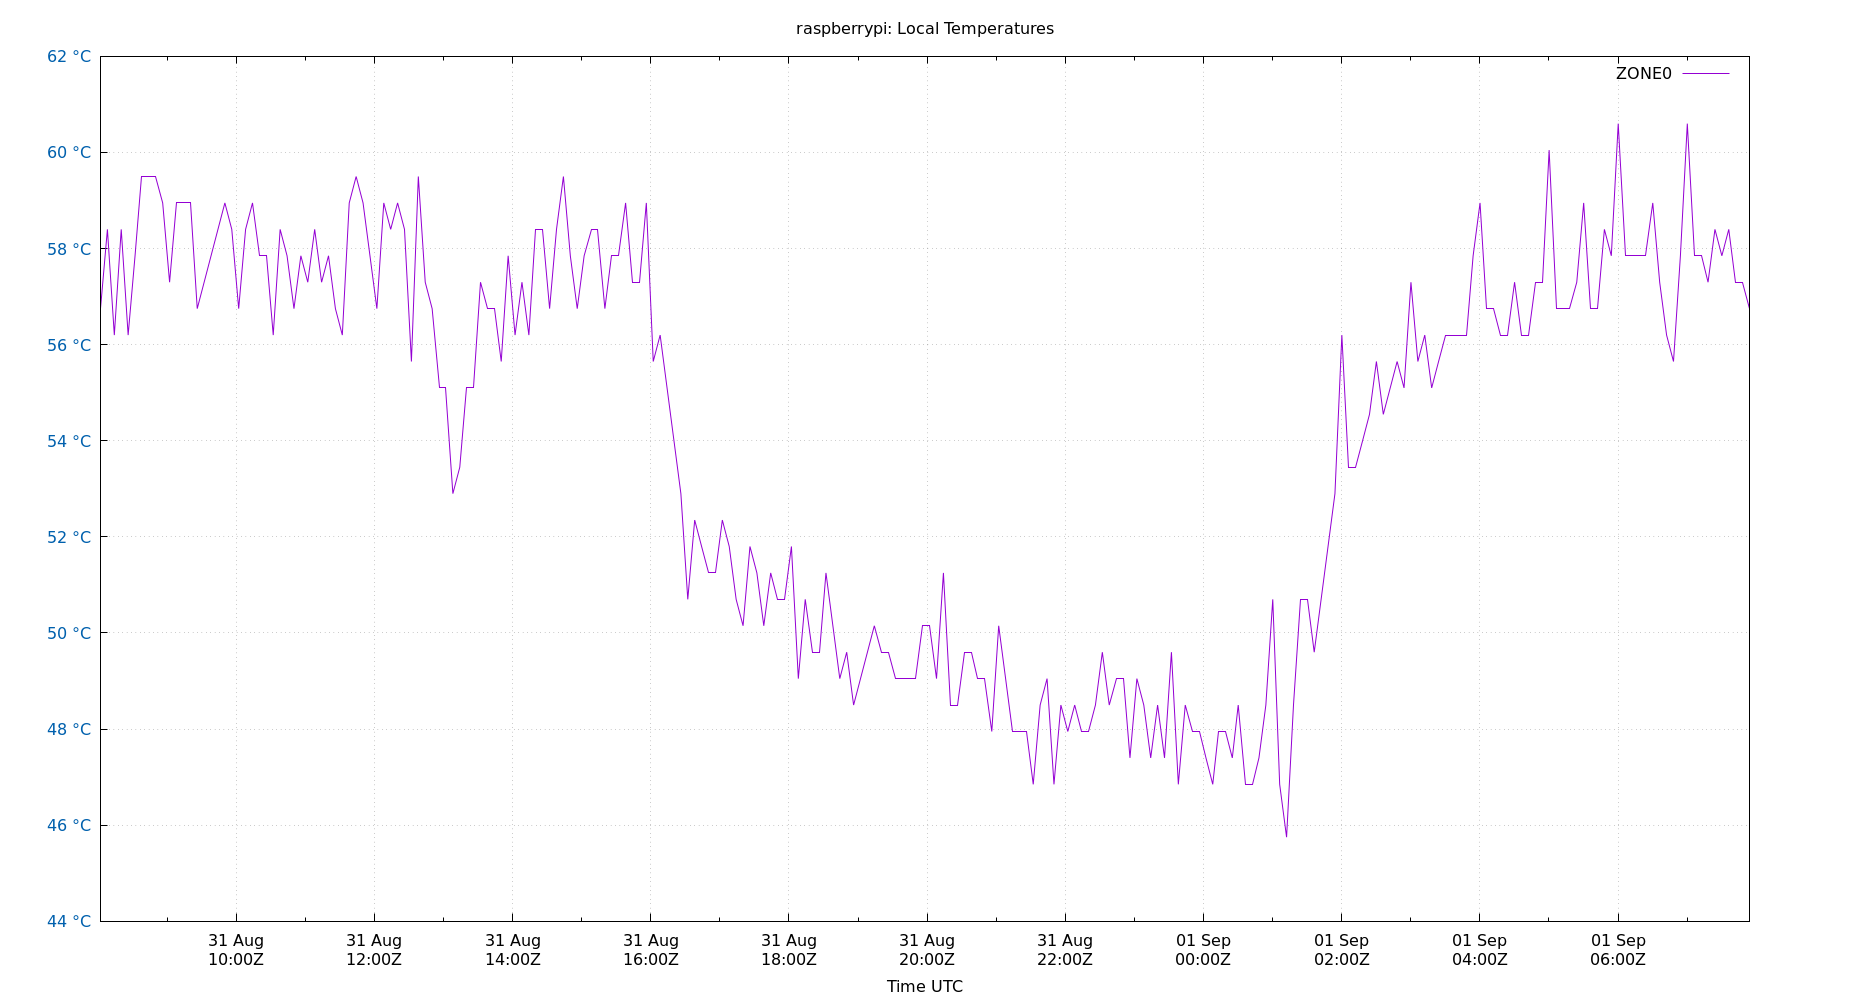 raspberrypi: Local Temperatures
62 °C
ZONE0
60 °C
58 °C
56 °C
54 °C
52 °C
50 °C
48 °C
46 °C
44 °C
31 Aug 31 Aug 31 Aug 31 Aug 31 Aug 31 Aug 31 Aug 01 Sep 01 Sep 01 Sep 01 Sep
10:00Z 12:00Z 14:00Z 16:00Z 18:00Z 20:00Z 22:00Z 00:00Z 02:00Z 04:00Z 06:00Z
Time UTC